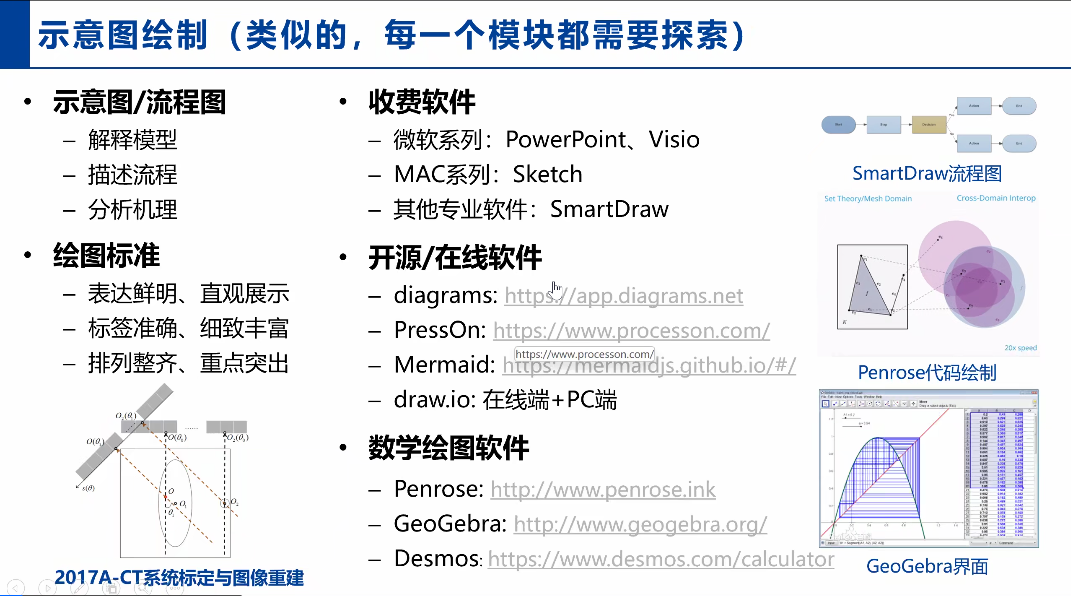 示意图绘制（类似的，每一个模块都需要探索）
• 示意图/流程图
– 解释模型
– 描述流程
– 分析机理
• 绘图标准
– 表达鲜明、直观展示
– 标签准确、细致丰富
– 排列整齐、重点突出
2017A-CT系统标定与图像重建
• 收费软件
– 微软系列：PowerPoint、Visio
– MAC系列：Sketch
– 其他专业软件：SmartDraw
• 开源/在线软件
– diagrams: https://app.diagrams.net
– PressOn: https://www.processon.com/
https://www.processon.com/
– Mermaid: https://mermaidjs.github.io/#/
– draw.io: 在线端+PC端
• 数学绘图软件
– Penrose: http://www.penrose.ink
– GeoGebra: http://www.geogebra.org/
– Desmos: https://www.desmos.com/calculator
SmartDraw流程图
Set Theory/Mesh Domain
Cross-Domain Interop
K
20x speed
Penrose代码绘制
GeoGebra界面